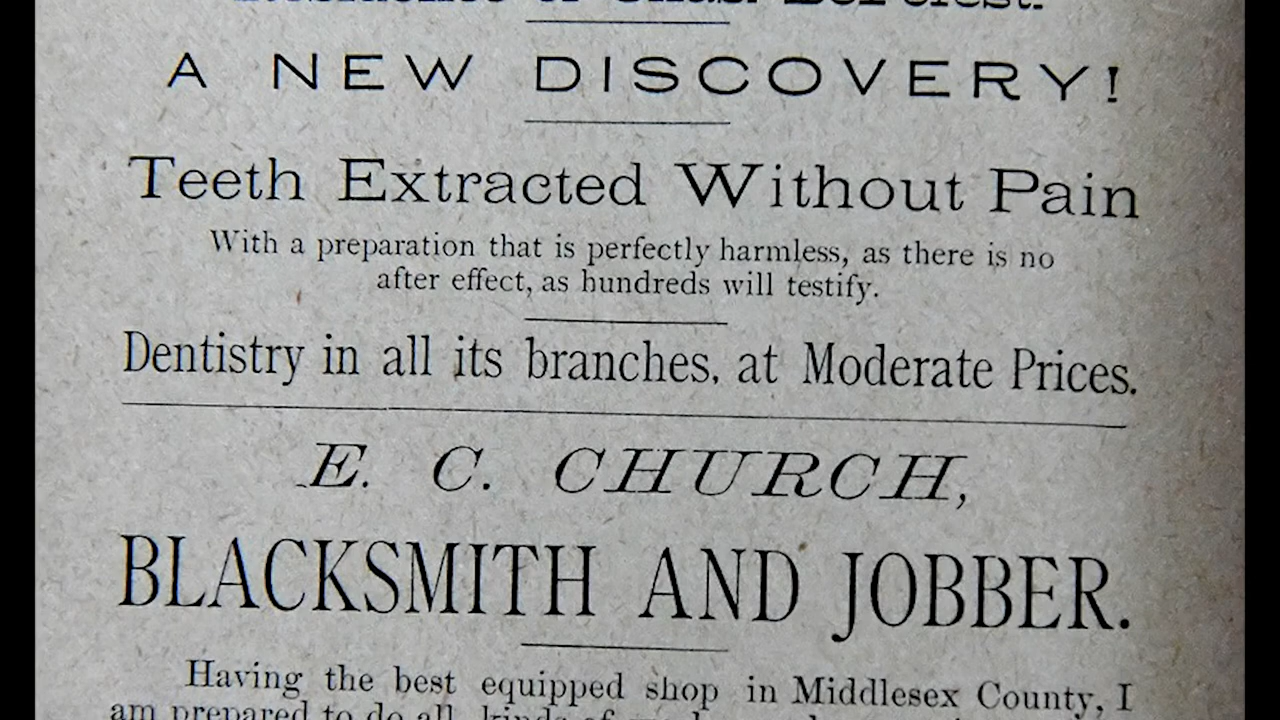 A NEW DISCOVERY!
Teeth Extracted Without Pain
With a preparation that is perfectly harmless, as there is no
after effect, as hundreds will testify.
Dentistry in all its branches, at Moderate Prices.
E. C. CHURCH,
BLACKSMITH AND JOBBER.
Having the best equipped shop in Middlesex County, I
am prepared to do all kinds of